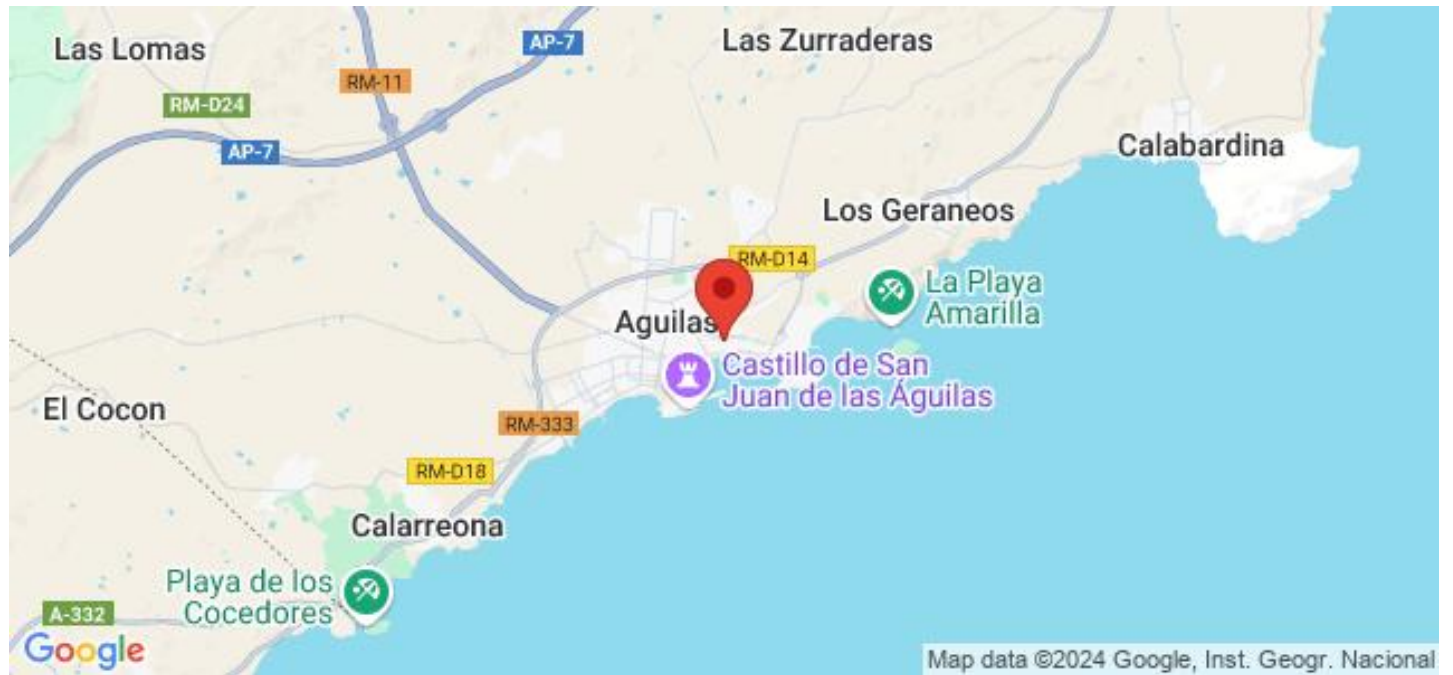 Las Lomas
AP-7
Las Zurraderas
RM-11
RM-D24
AP-7
Calabardina
Los Geraneos
RM-D14
La Playa
Amarilla
Aguilas
Castillo de San
Juan de las Águilas
El Cocon
RM-333
RM-D18
Calarreona
Playa de los
Cocedores
A-332
Google
Map data ©2024 Google, Inst. Geogr. Nacional